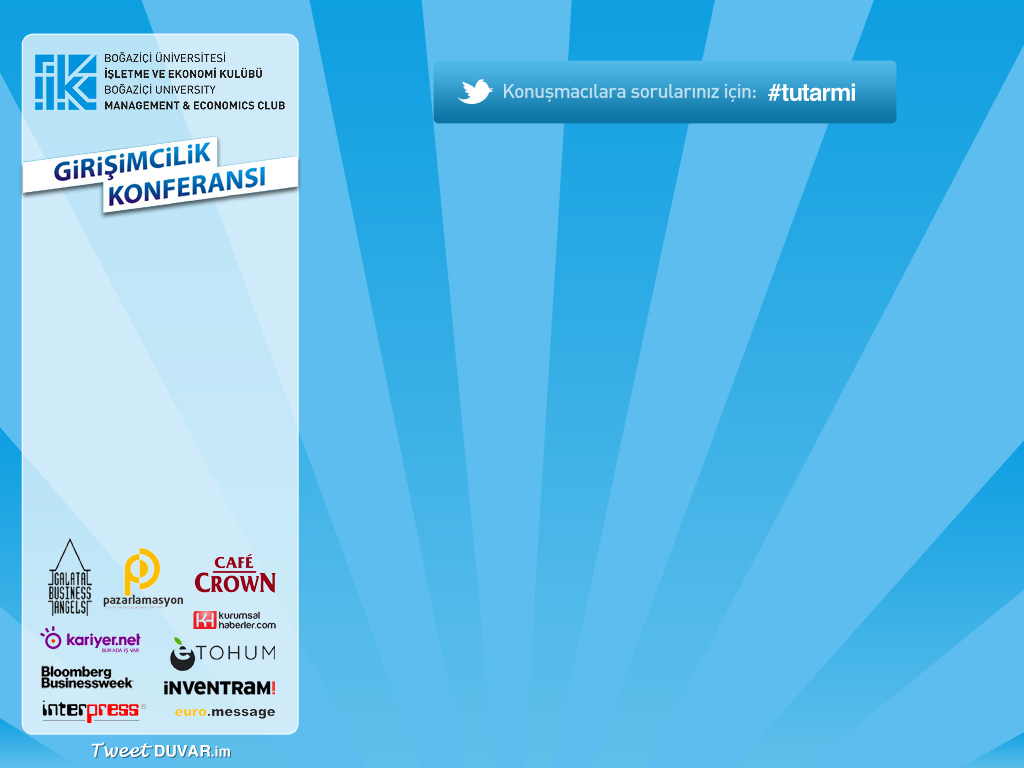 BOĞAZİÇİ ÜNİVERSİTESİ
İŞLETME VE EKONOMİ KULÜBÜ
BOĞAZİÇİ UNIVERSITY
MANAGEMENT & ECONOMICS CLUB
GİRİŞİMCİLİK
KONFERANSI
Konuşmacılara sorularınız için: #tutarmi
GALATA
BUSINESS
ANGELS
pazarlamasyon
CAFÉ
CROWN
kurumsal
haberler.com
kariyer.net
BURADA İŞ VAR
eTOHUM
Bloomberg
Businessweek
iNVENTRAM!
interpress®
euro.message
Tweet DUVAR.im